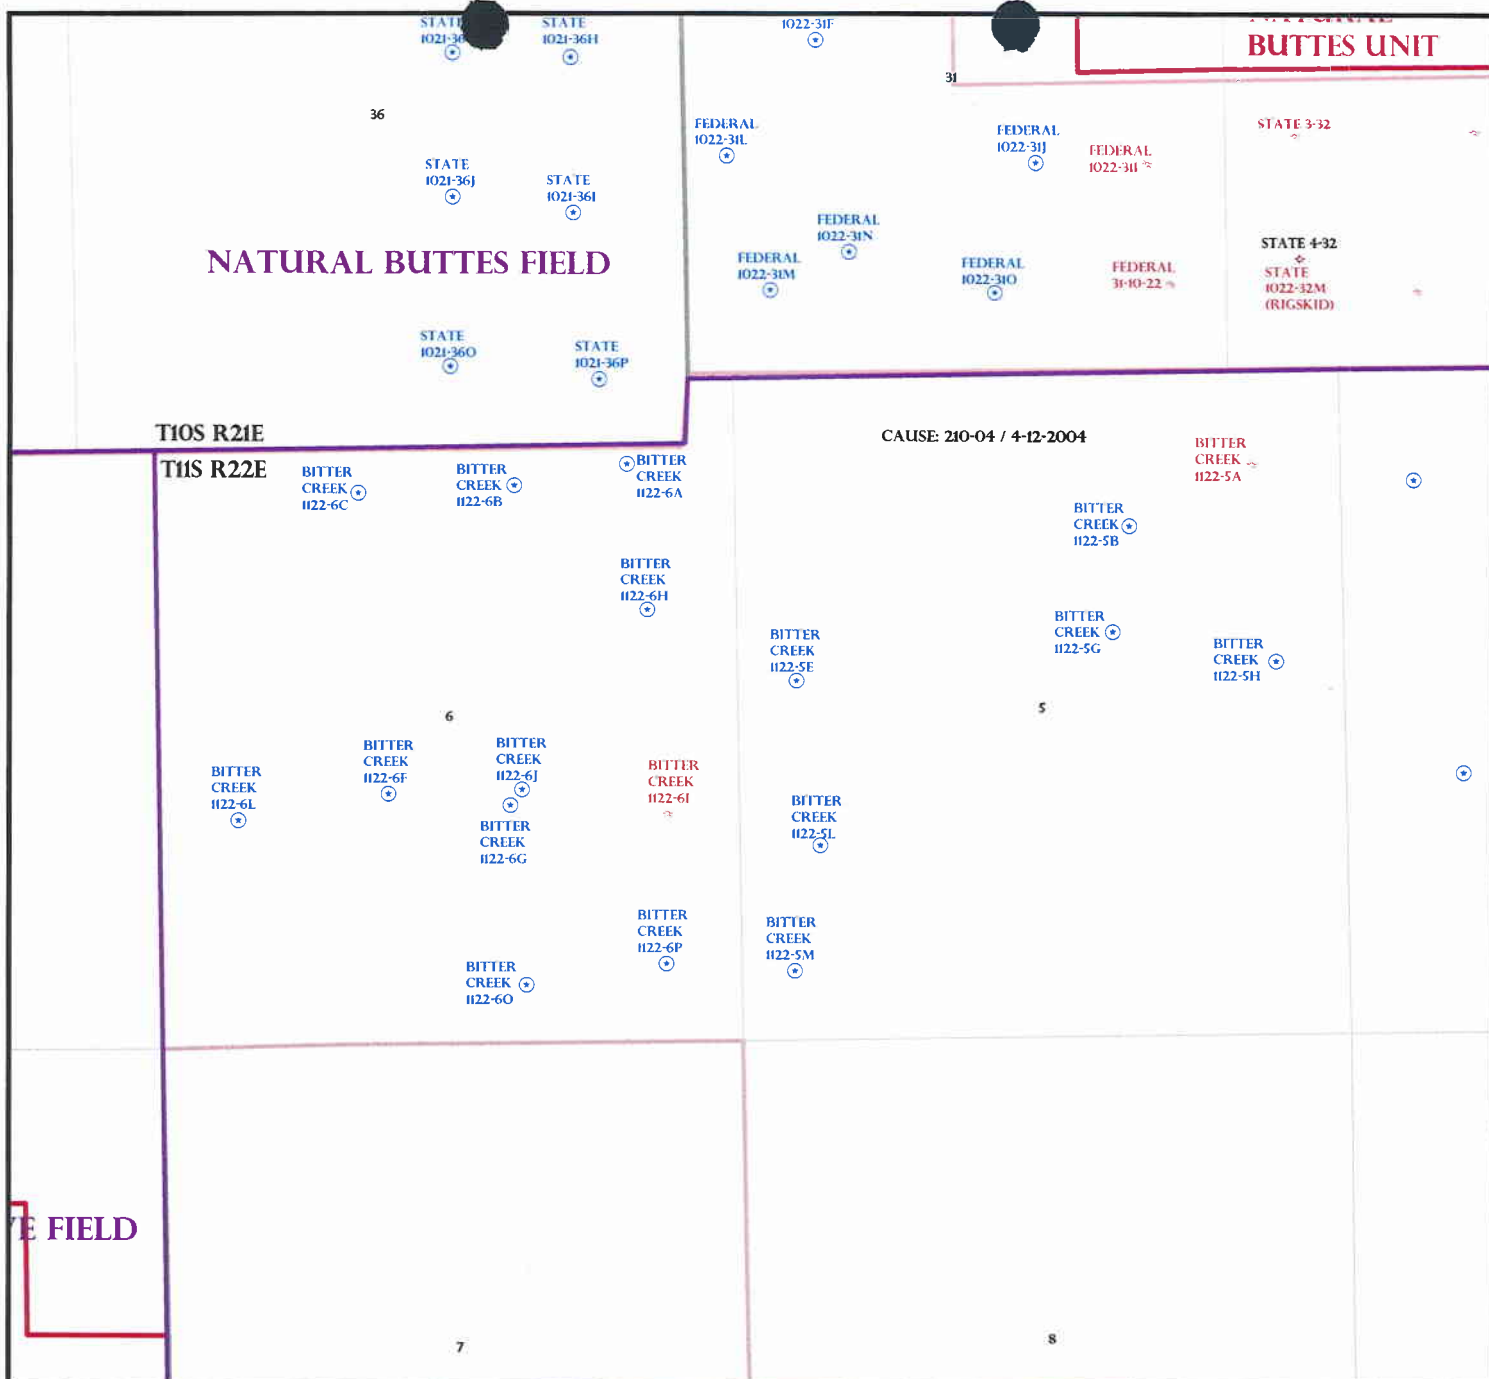 STATE
1021-36H
1022-31F
BUTTES UNIT
31
36
FEDERAL
1022-31L
FEDERAL
1022-31J
FEDERAL
1022-31I
STATE 3-32
STATE
1021-36J
STATE
1021-36I
NATURAL BUTTES FIELD
FEDERAL
1022-31N
FEDERAL
1022-31M
FEDERAL
1022-31O
FEDERAL
31-10-22
STATE 4-32
STATE
1022-32M
(RIGSKID)
STATE
1021-36O
STATE
1021-36P
T10S R21E
T11S R22E
CAUSE: 210-04 / 4-12-2004
BITTER
CREEK
1122-6C
BITTER
CREEK
1122-6B
BITTER
CREEK
1122-6A
BITTER
CREEK
1122-5A
BITTER
CREEK
1122-5B
BITTER
CREEK
1122-6H
BITTER
CREEK
1122-5E
BITTER
CREEK
1122-5G
BITTER
CREEK
1122-5H
6
5
BITTER
CREEK
1122-6L
BITTER
CREEK
1122-6F
BITTER
CREEK
1122-6J
BITTER
CREEK
1122-6G
BITTER
CREEK
1122-6I
BITTER
CREEK
1122-5L
BITTER
CREEK
1122-6P
BITTER
CREEK
1122-5M
BITTER
CREEK
1122-6O
FIELD
7
8